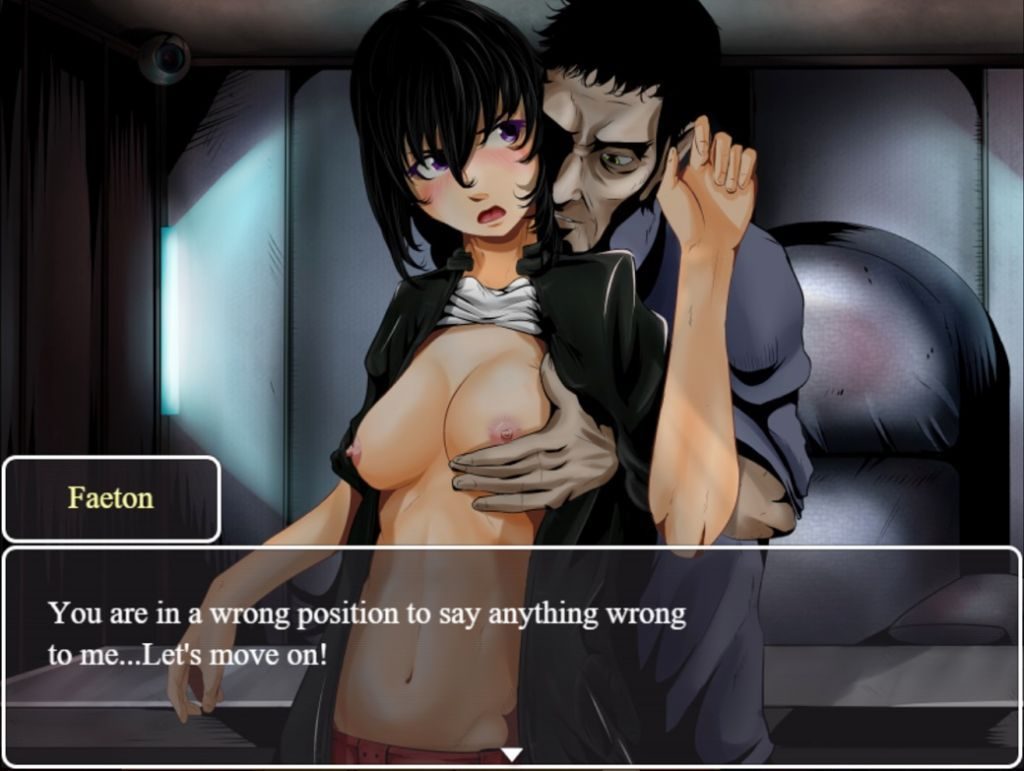 Faeton
You are in a wrong position to say anything wrong
to me...Let's move on!